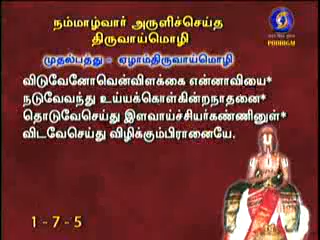 நம்மாழ்வார் அருளிச்செய்த
திருவாய்மொழி
PODHIGAI
முதல்பத்து - ஏழாம்திருவாய்மொழி
விடுவேனோவென்விளக்கை என்னாவியை*
நடுவேவந்து உய்யக்கொள்கின்றநாதனை*
தொடுவேசெய்து இளவாய்ச்சியர்கண்ணினுள்*
விடவேசெய்து விழிக்கும்பிரானையே.
1-7-5